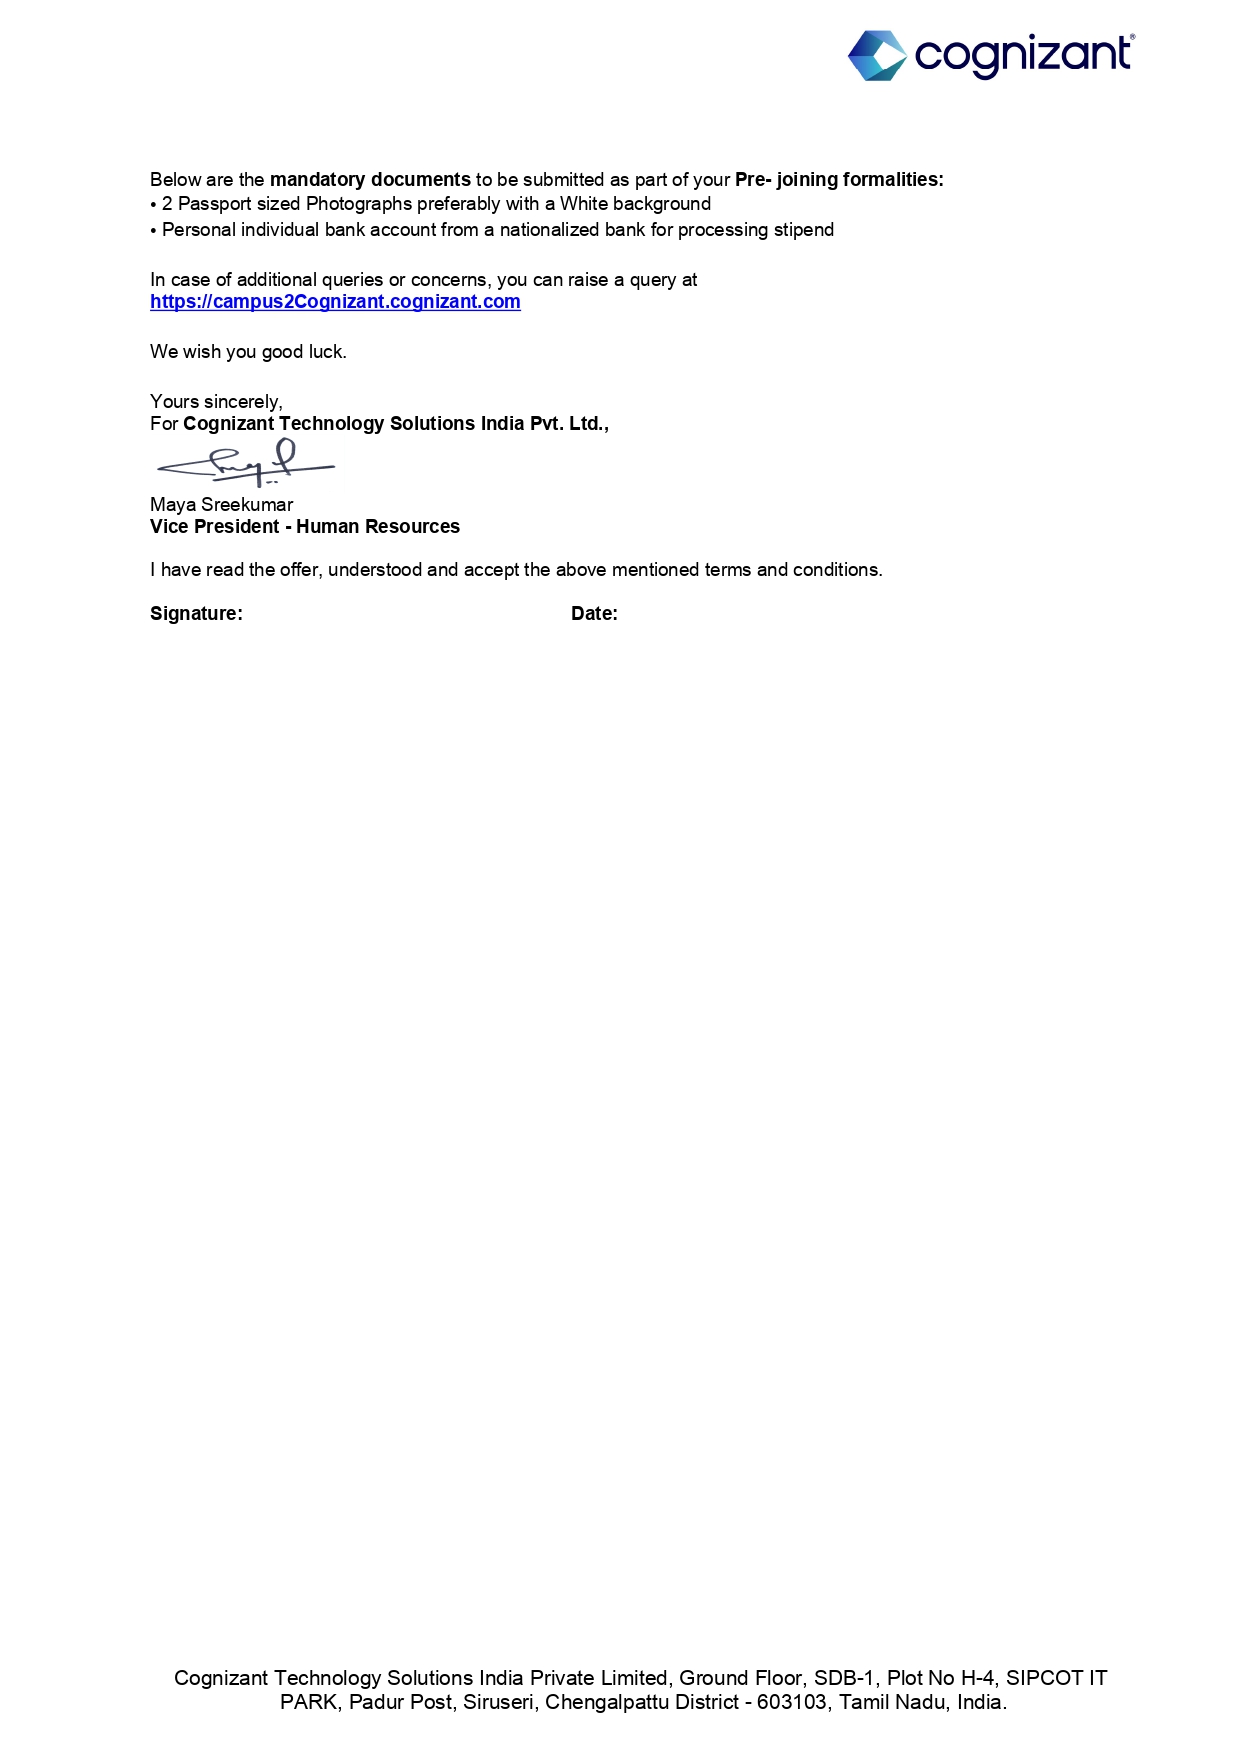 cognizant®
Below are the mandatory documents to be submitted as part of your Pre- joining formalities:
• 2 Passport sized Photographs preferably with a White background
• Personal individual bank account from a nationalized bank for processing stipend
In case of additional queries or concerns, you can raise a query at
https://campus2Cognizant.cognizant.com
We wish you good luck.
Yours sincerely,
For Cognizant Technology Solutions India Pvt. Ltd.,
Maya Sreekumar
Vice President - Human Resources
I have read the offer, understood and accept the above mentioned terms and conditions.
Signature: Date:
Cognizant Technology Solutions India Private Limited, Ground Floor, SDB-1, Plot No H-4, SIPCOT IT
PARK, Padur Post, Siruseri, Chengalpattu District - 603103, Tamil Nadu, India.